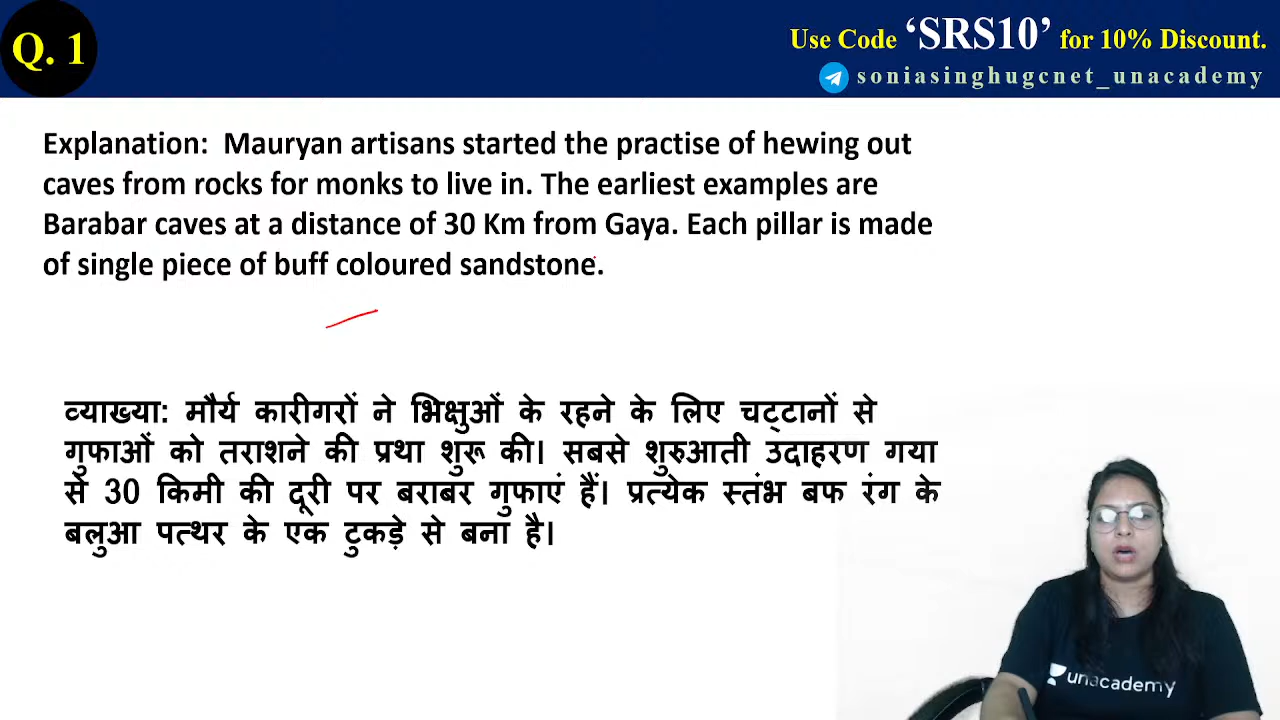 Q. 1
Use Code ‘SRS10’ for 10% Discount.
soniasinghugcnet_unacademy
Explanation: Mauryan artisans started the practise of hewing out
caves from rocks for monks to live in. The earliest examples are
Barabar caves at a distance of 30 Km from Gaya. Each pillar is made
of single piece of buff coloured sandstone.
व्याख्या: मौर्य कारीगरों ने भिक्षुओं के रहने के लिए चट्टानों से
गुफाओं को तराशने की प्रथा शुरू की। सबसे शुरुआती उदाहरण गया
से 30 किमी की दूरी पर बराबर गुफाएं हैं। प्रत्येक स्तंभ बफ रंग के
बलुआ पत्थर के एक टुकड़े से बना है।
unacademy